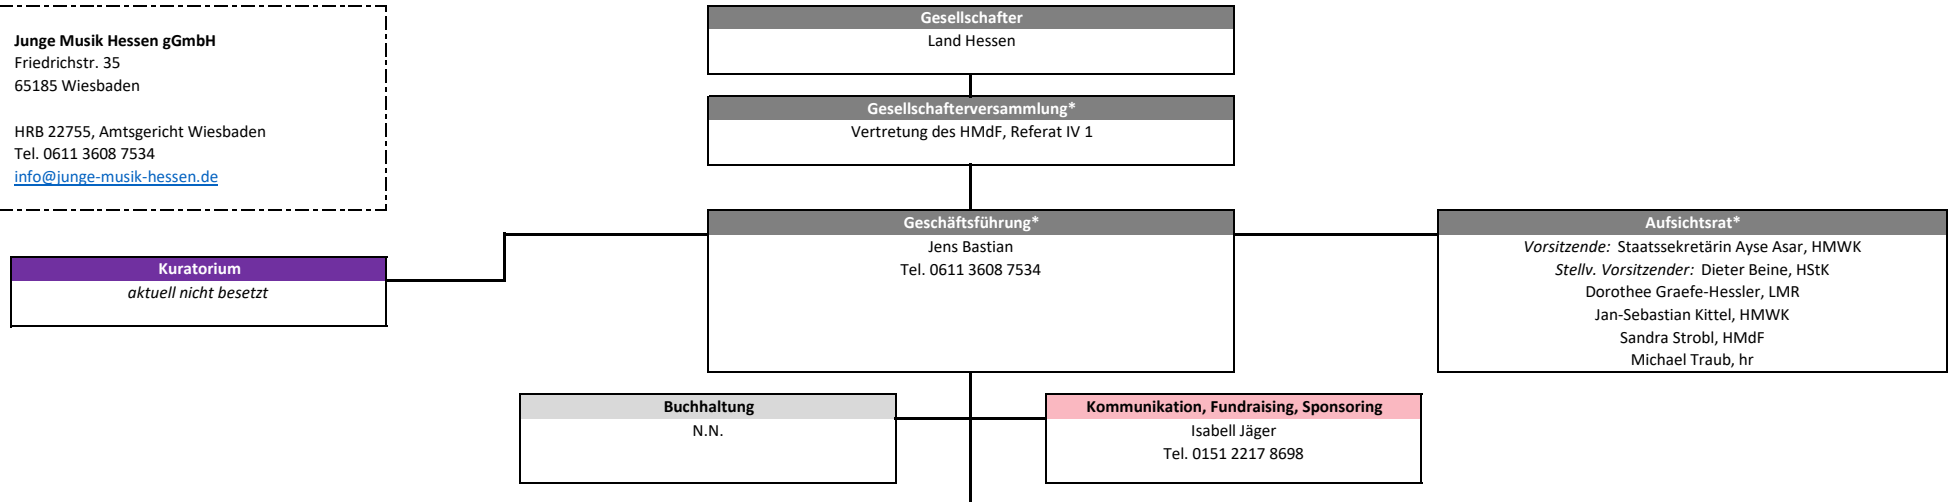 Junge Musik Hessen gGmbH
Friedrichstr. 35
65185 Wiesbaden
HRB 22755, Amtsgericht Wiesbaden
Tel. 0611 3608 7534
info@junge-musik-hessen.de
Gesellschafter
Land Hessen
Gesellschafterversammlung*
Vertretung des HMdF, Referat IV 1
Geschäftsführung*
Jens Bastian
Tel. 0611 3608 7534
Aufsichtsrat*
Vorsitzende: Staatssekretärin Ayse Asar, HMWK
Stellv. Vorsitzender: Dieter Beine, HStK
Dorothee Graefe-Hessler, LMR
Jan-Sebastian Kittel, HMWK
Sandra Strobl, HMdF
Michael Traub, hr
Kuratorium
aktuell nicht besetzt
Buchhaltung
N.N.
Kommunikation, Fundraising, Sponsoring
Isabell Jäger
Tel. 0151 2217 8698